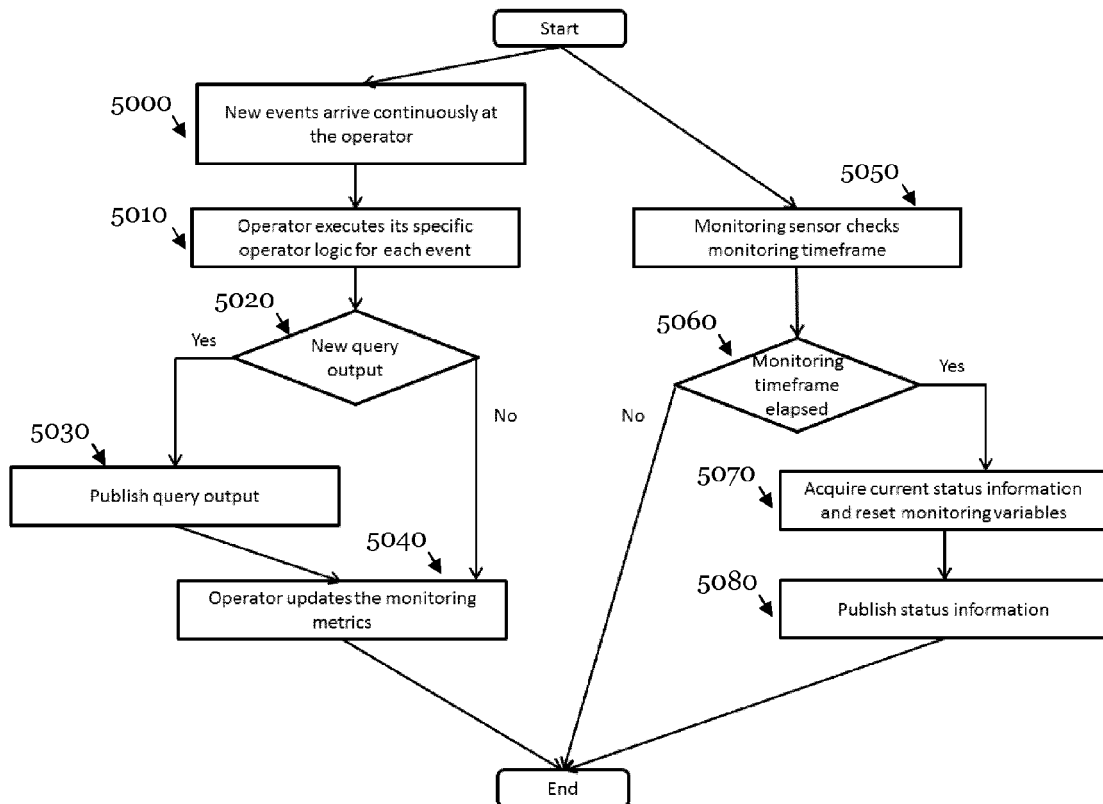 Start
5000
New events arrive continuously at
the operator
5010
Operator executes its specific
operator logic for each event
5020
Yes
New query
output
No
5030
Publish query output
5040
Operator updates the monitoring
metrics
5050
Monitoring sensor checks
monitoring timeframe
5060
Monitoring
timeframe
elapsed
Yes
No
5070
Acquire current status information
and reset monitoring variables
5080
Publish status information
End